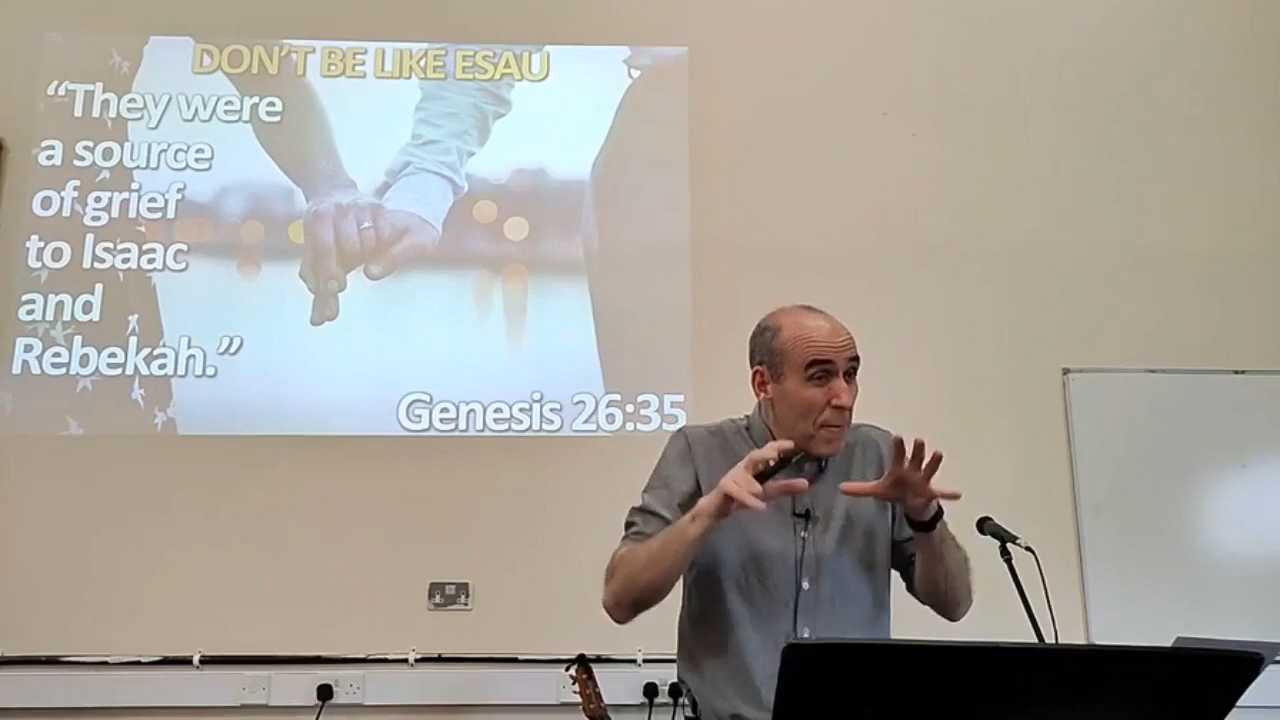 DON'T BE LIKE ESAU
“They were
a source
of grief
to Isaac
and
Rebekah.”
Genesis 26:35